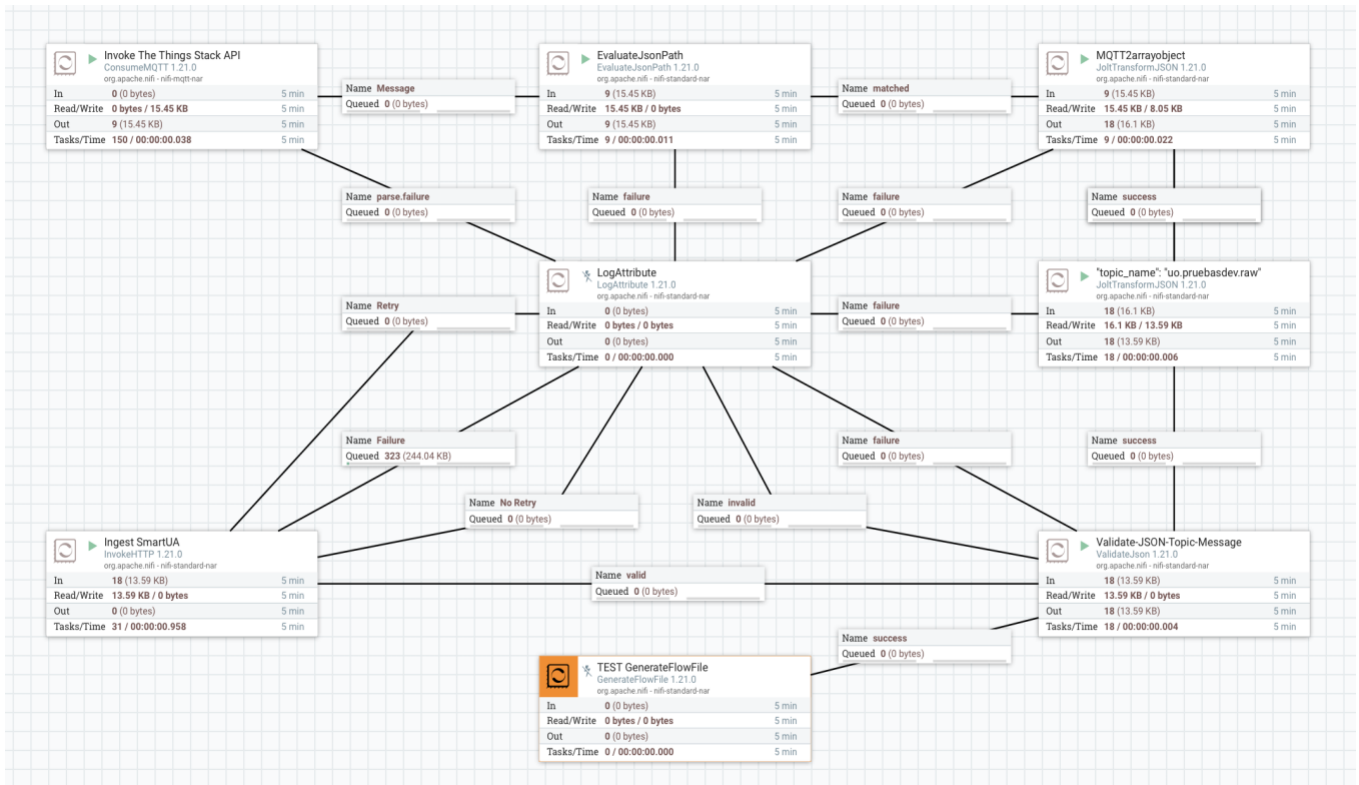 Invoke The Things Stack API
ConsumeMQTT 1.21.0
org.apache.nifi - nifi-mqtt-nar
In 0 (0 bytes) 5 min
Read/Write 0 bytes / 15.45 KB 5 min
Out 9 (15.45 KB) 5 min
Tasks/Time 150 / 00:00:00.038 5 min
Name Message
Queued 0 (0 bytes)
EvaluateJsonPath
EvaluateJsonPath 1.21.0
org.apache.nifi - nifi-standard-nar
In 9 (15.45 KB) 5 min
Read/Write 15.45 KB / 0 bytes 5 min
Out 9 (15.45 KB) 5 min
Tasks/Time 9 / 00:00:00.011 5 min
Name matched
Queued 0 (0 bytes)
MQTT2arrayobject
JoltTransformJSON 1.21.0
org.apache.nifi - nifi-standard-nar
In 9 (15.45 KB) 5 min
Read/Write 15.45 KB / 8.05 KB 5 min
Out 18 (16.1 KB) 5 min
Tasks/Time 9 / 00:00:00.022 5 min
Name parse.failure
Queued 0 (0 bytes)
Name failure
Queued 0 (0 bytes)
Name failure
Queued 0 (0 bytes)
Name success
Queued 0 (0 bytes)
Name Retry
Queued 0 (0 bytes)
LogAttribute
LogAttribute 1.21.0
org.apache.nifi - nifi-standard-nar
In 0 (0 bytes) 5 min
Read/Write 0 bytes / 0 bytes 5 min
Out 0 (0 bytes) 5 min
Tasks/Time 0 / 00:00:00.000 5 min
Name failure
Queued 0 (0 bytes)
"topic_name": "uo.pruebasdev.raw"
JoltTransformJSON 1.21.0
org.apache.nifi - nifi-standard-nar
In 18 (16.1 KB) 5 min
Read/Write 16.1 KB / 13.59 KB 5 min
Out 18 (13.59 KB) 5 min
Tasks/Time 18 / 00:00:00.006 5 min
Name Failure
Queued 323 (244.04 KB)
Name failure
Queued 0 (0 bytes)
Name success
Queued 0 (0 bytes)
Name No Retry
Queued 0 (0 bytes)
Name invalid
Queued 0 (0 bytes)
Ingest SmartUA
InvokeHTTP 1.21.0
org.apache.nifi - nifi-standard-nar
In 18 (13.59 KB) 5 min
Read/Write 13.59 KB / 0 bytes 5 min
Out 0 (0 bytes) 5 min
Tasks/Time 31 / 00:00:00.958 5 min
Name valid
Queued 0 (0 bytes)
Validate-JSON-Topic-Message
ValidateJson 1.21.0
org.apache.nifi - nifi-standard-nar
In 18 (13.59 KB) 5 min
Read/Write 13.59 KB / 0 bytes 5 min
Out 18 (13.59 KB) 5 min
Tasks/Time 18 / 00:00:00.004 5 min
Name success
Queued 0 (0 bytes)
TEST GenerateFlowFile
GenerateFlowFile 1.21.0
org.apache.nifi - nifi-standard-nar
In 0 (0 bytes) 5 min
Read/Write 0 bytes / 0 bytes 5 min
Out 0 (0 bytes) 5 min
Tasks/Time 0 / 00:00:00.000 5 min